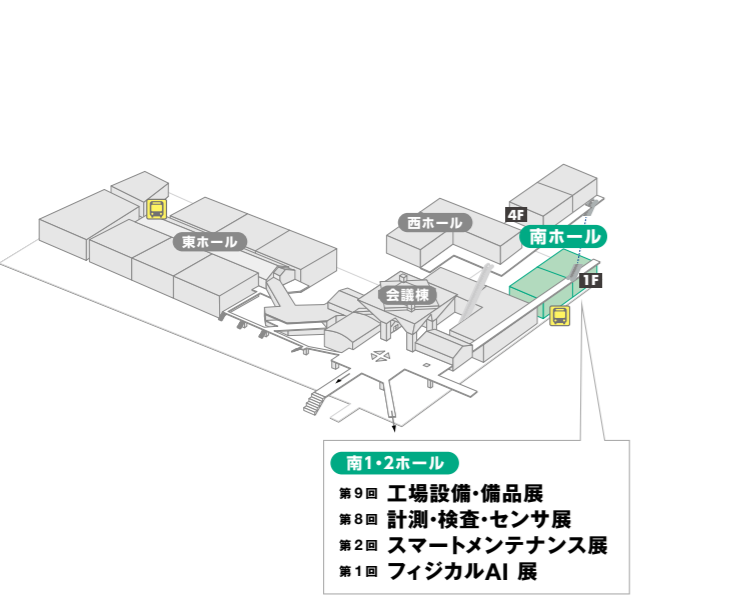 東ホール
西ホール
4F
南ホール
会議棟
1F
南1・2ホール
第9回 工場設備・備品展
第8回 計測・検査・センサ展
第2回 スマートメンテナンス展
第1回 フィジカルAI 展